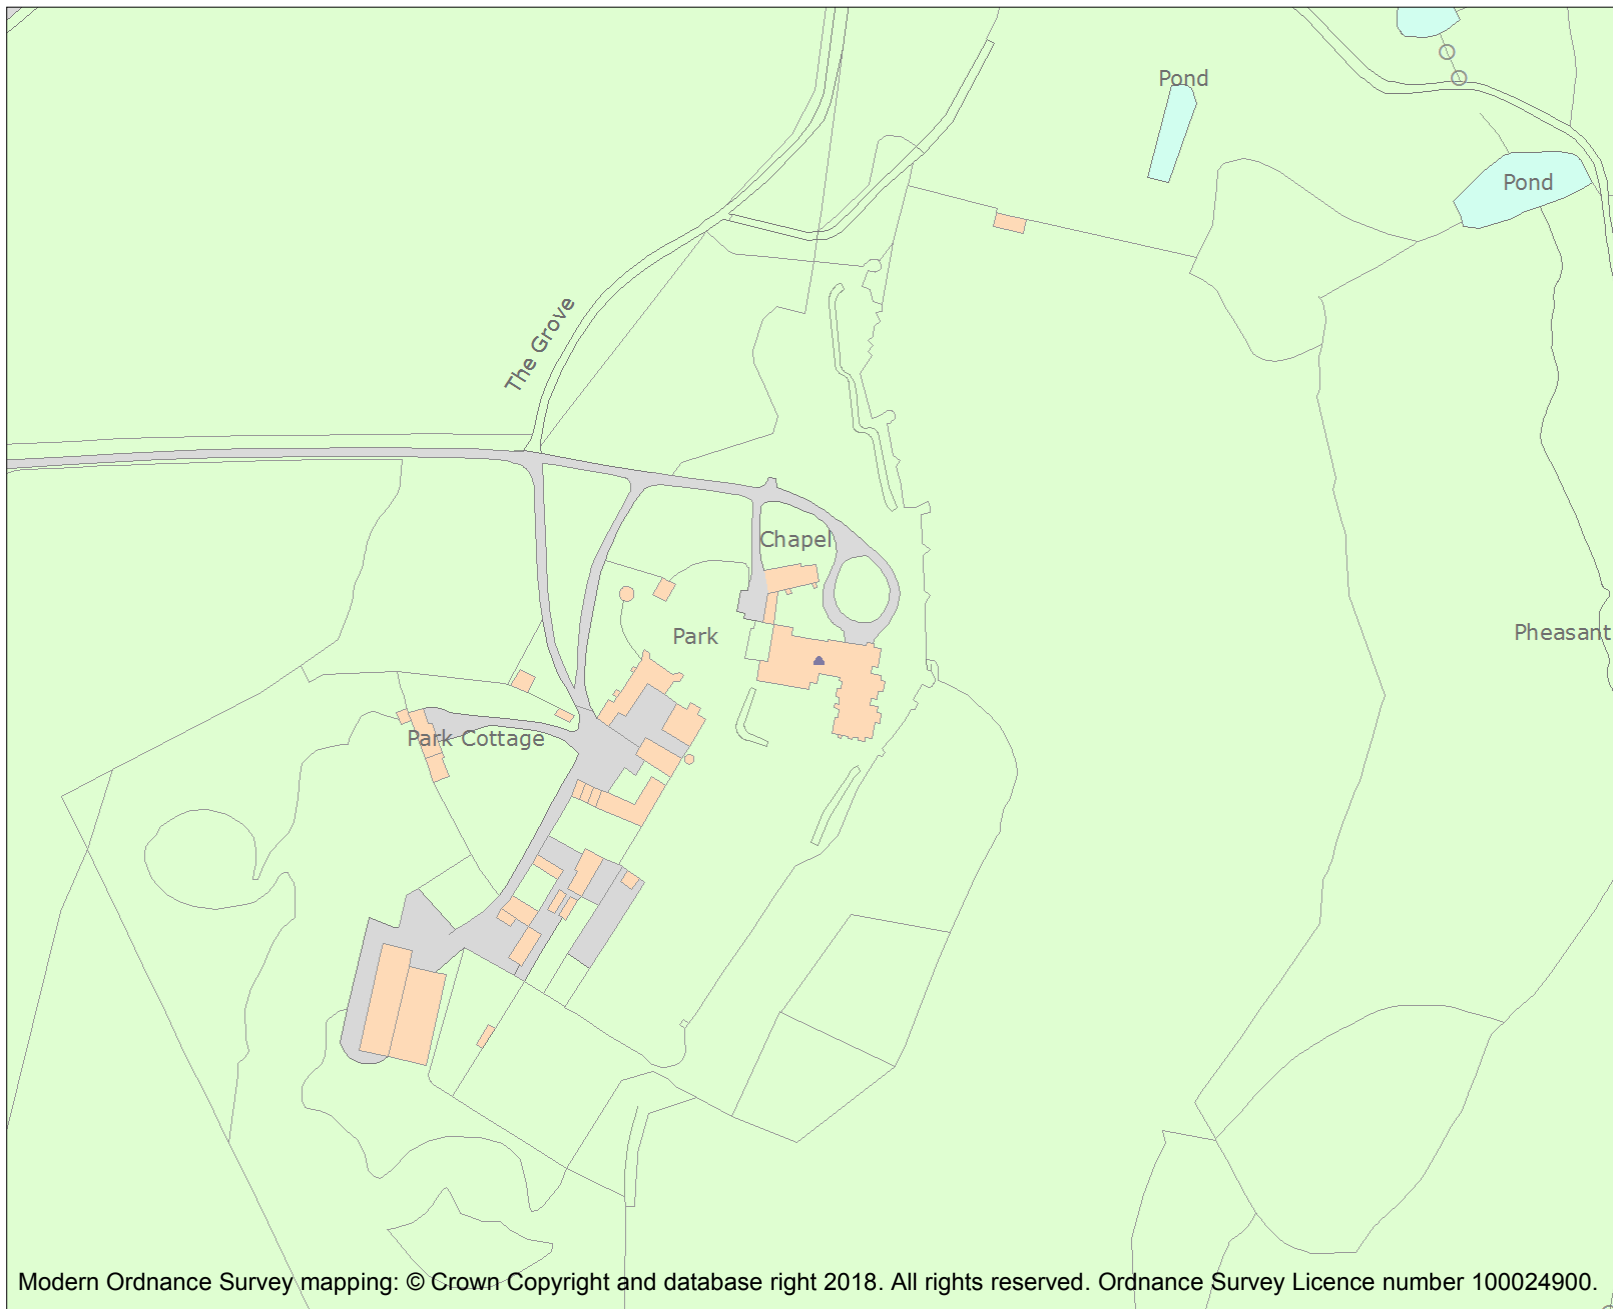 Pond
Pond
The Grove
Chapel
Park
Pheasant
Park Cottage
Modern Ordnance Survey mapping: © Crown Copyright and database right 2018. All rights reserved. Ordnance Survey Licence number 100024900.